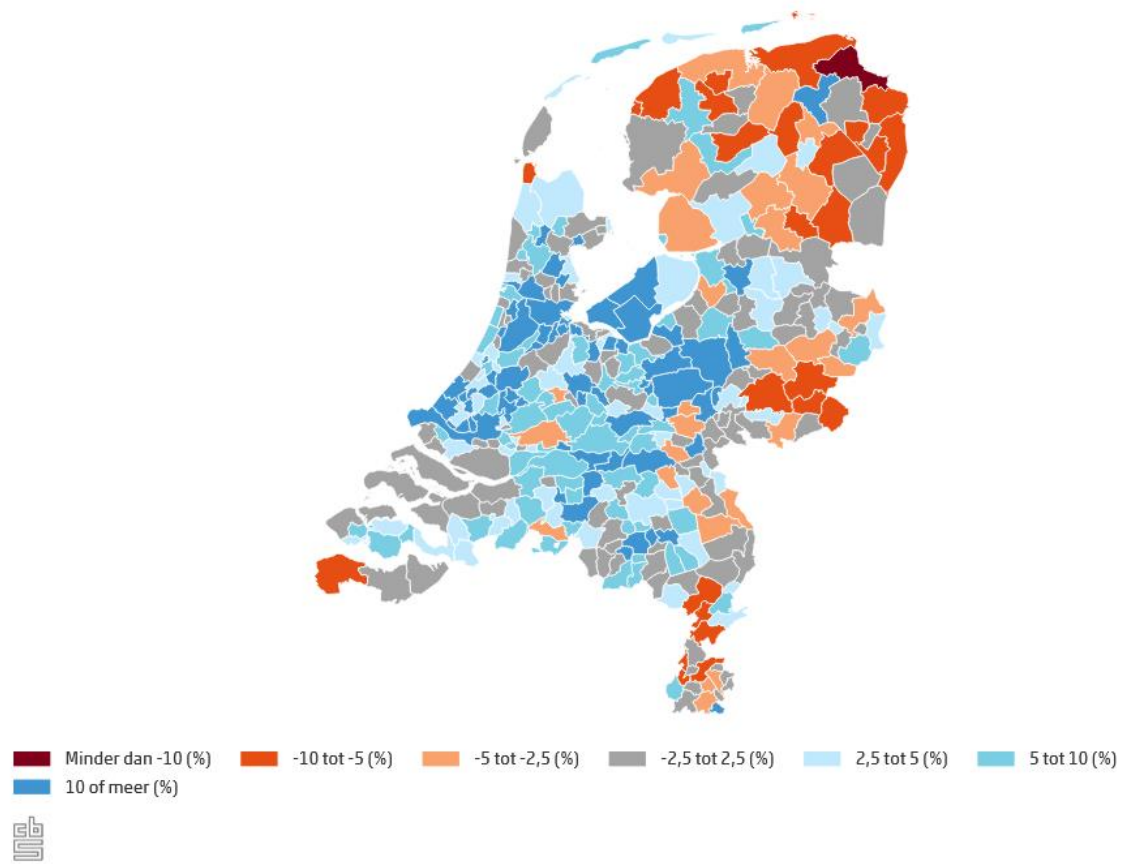 Minder dan -10 (%) -10 tot -5 (%) -5 tot -2,5 (%) -2,5 tot 2,5 (%) 2,5 tot 5 (%) 5 tot 10 (%)
10 of meer (%)
cbs